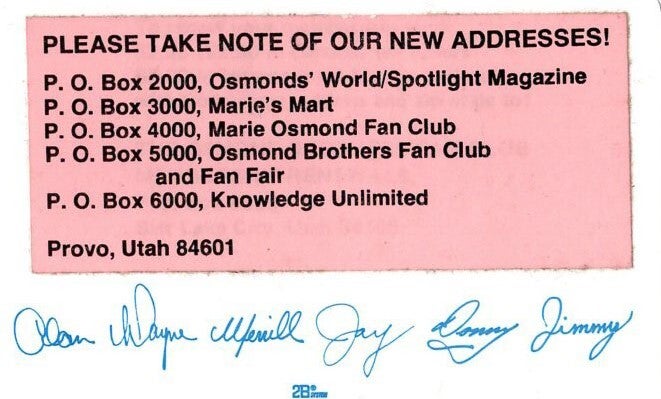 PLEASE TAKE NOTE OF OUR NEW ADDRESSES!
P. O. Box 2000, Osmonds' World/Spotlight Magazine
P. O. Box 3000, Marie's Mart
P. O. Box 4000, Marie Osmond Fan Club
P. O. Box 5000, Osmond Brothers Fan Club
and Fan Fair
P. O. Box 6000, Knowledge Unlimited
Provo, Utah 84601
Alan Wayne Merrill Jay Donny Jimmy
2B® SYSTEM